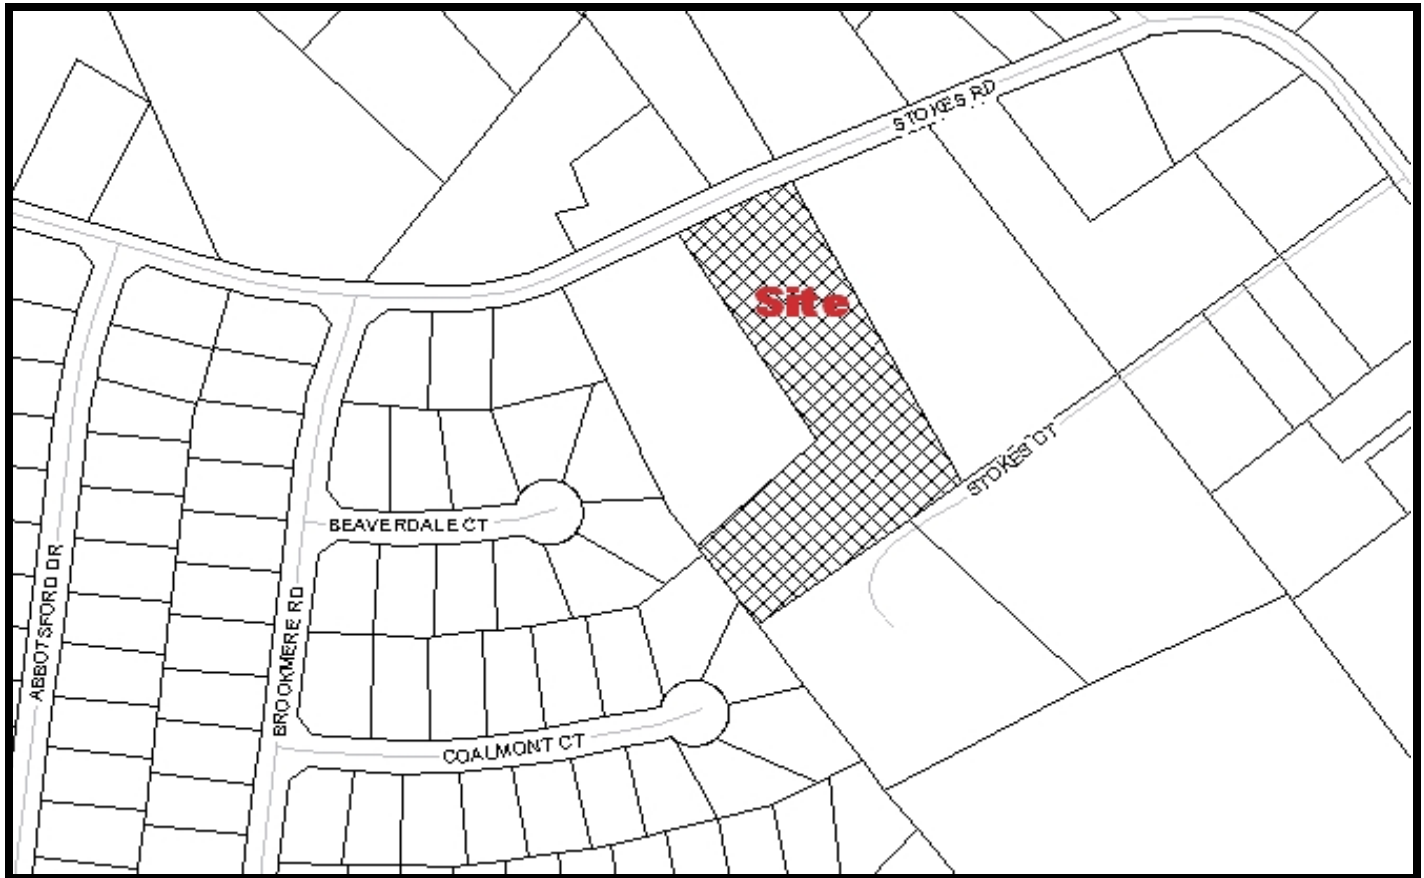 STOKES RD
Site
STOKES CT
BEAVERDALE CT
ABBOTSFORD DR
BROOKMERE RD
COALMONT CT